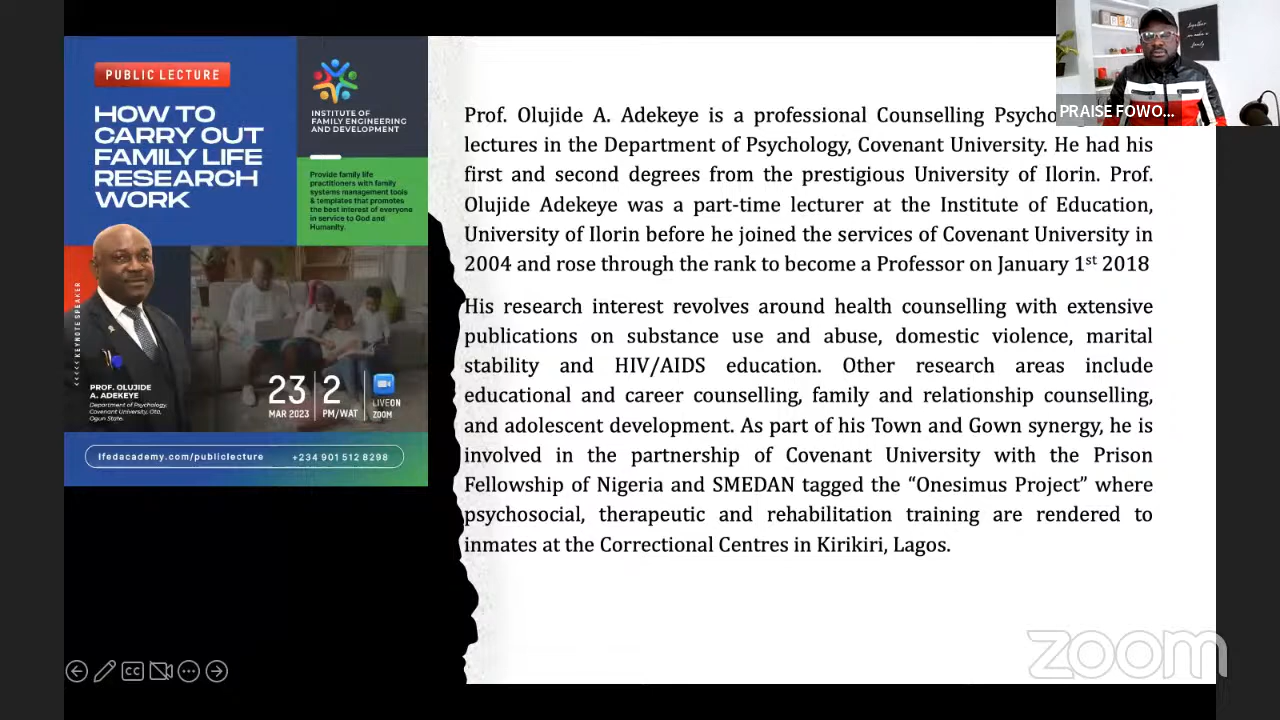 PUBLIC LECTURE
HOW TO
CARRY OUT
FAMILY LIFE
RESEARCH
WORK
INSTITUTE OF
FAMILY ENGINEERING
AND DEVELOPMENT
Provide family life
practitioners with family
systems management tools
& templates that promotes
the best interest of everyone
in service to God and
Humanity.
<<<<< KEYNOTE SPEAKER
PROF. OLUJIDE
A. ADEKEYE
Department of Psychology,
Covenant University, Ota,
Ogun State.
23
MAR 2023
2
PM/WAT
LIVE ON
ZOOM
ifedacademy.com/publiclecture
+234 901 512 8298
Prof. Olujide A. Adekeye is a professional Counselling
lectures in the Department of Psychology, Covenant University. He had his
first and second degrees from the prestigious University of Ilorin. Prof.
Olujide Adekeye was a part-time lecturer at the Institute of Education,
University of Ilorin before he joined the services of Covenant University in
2004 and rose through the rank to become a Professor on January 1st 2018
His research interest revolves around health counselling with extensive
publications on substance use and abuse, domestic violence, marital
stability and HIV/AIDS education. Other research areas include
educational and career counselling, family and relationship counselling,
and adolescent development. As part of his Town and Gown synergy, he is
involved in the partnership of Covenant University with the Prison
Fellowship of Nigeria and SMEDAN tagged the “Onesimus Project” where
psychosocial, therapeutic and rehabilitation training are rendered to
inmates at the Correctional Centres in Kirikiri, Lagos.
PRAISE FOWO...
together
we make a
family
CC
zoom